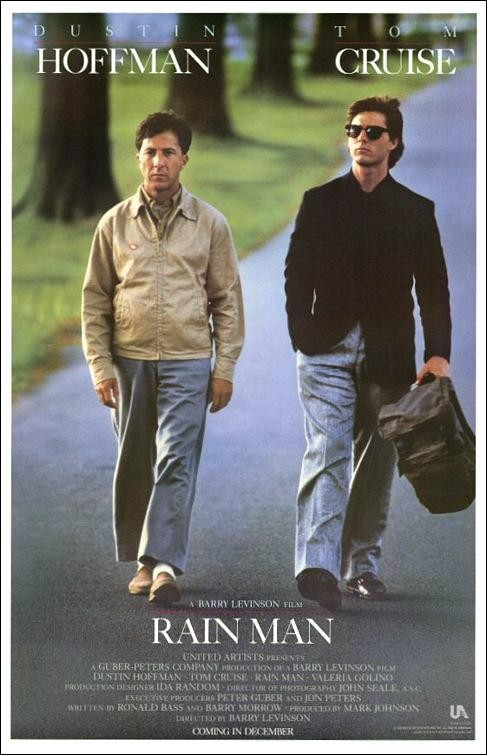 DUSTIN TOM
HOFFMAN CRUISE
A BARRY LEVINSON FILM
RAIN MAN
UNITED ARTISTS PRESENTS
A GUBER-PETERS COMPANY PRODUCTION OF A BARRY LEVINSON FILM
DUSTIN HOFFMAN · TOM CRUISE · RAIN MAN · VALERIA GOLINO
PRODUCTION DESIGNER IDA RANDOM · DIRECTOR OF PHOTOGRAPHY JOHN SEALE, A.S.C.
EXECUTIVE PRODUCERS PETER GUBER AND JON PETERS
WRITTEN BY RONALD BASS AND BARRY MORROW · PRODUCED BY MARK JOHNSON
DIRECTED BY BARRY LEVINSON
COMING IN DECEMBER
UA